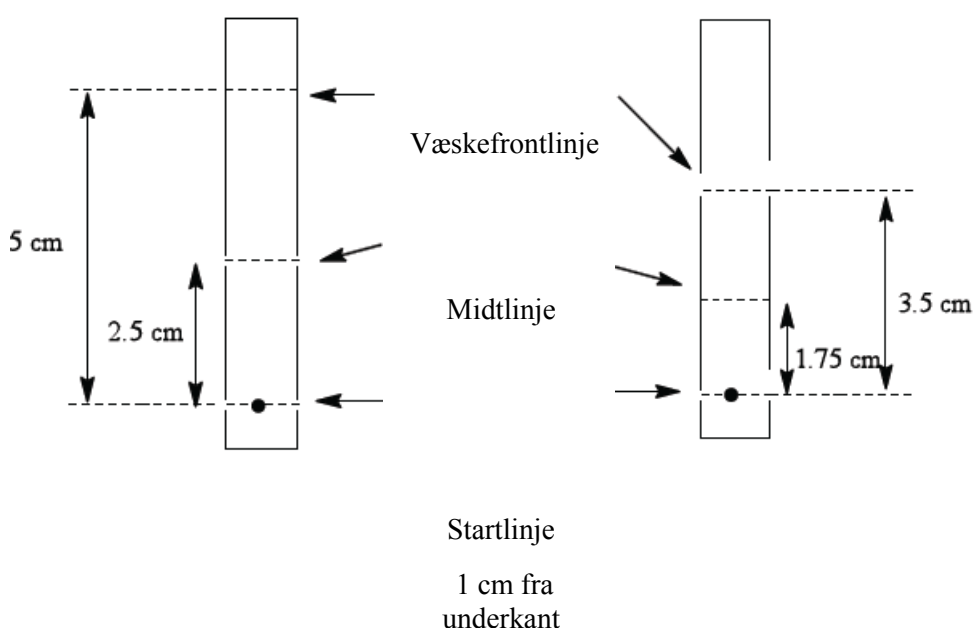 Væskefrontlinje
5 cm
Midtlinje
3.5 cm
2.5 cm
1.75 cm
Startlinje
1 cm fra
underkant